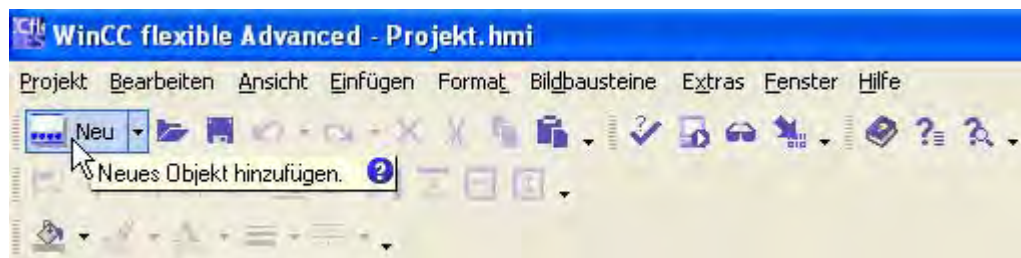 WinCC flexible Advanced - Projekt.hmi
Projekt Bearbeiten Ansicht Einfügen Format Bildbausteine Extras Fenster Hilfe
Neu
Neues Objekt hinzufügen.